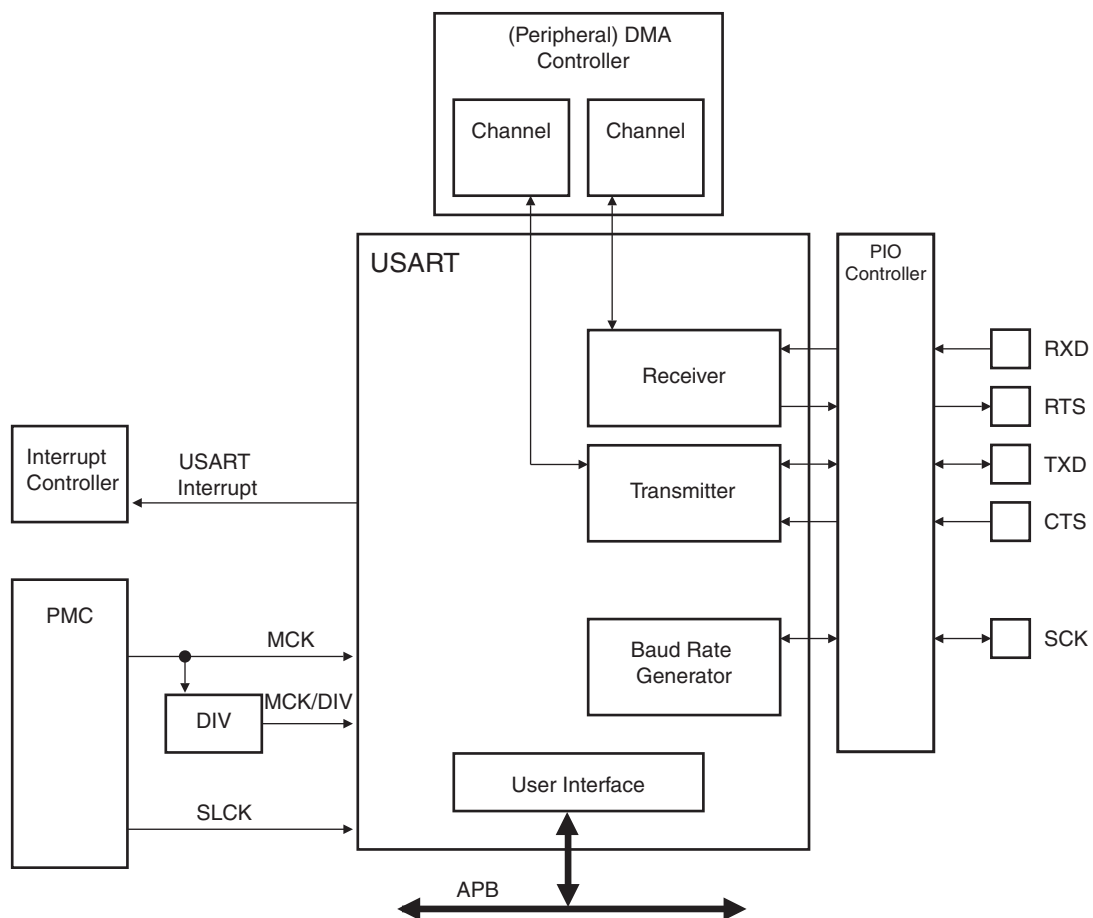 (Peripheral) DMA
Controller
Channel
Channel
USART
PIO
Controller
Receiver
RXD
RTS
Interrupt
Controller
USART
Interrupt
Transmitter
TXD
CTS
PMC
MCK
DIV
MCK/DIV
SLCK
Baud Rate
Generator
SCK
User Interface
APB